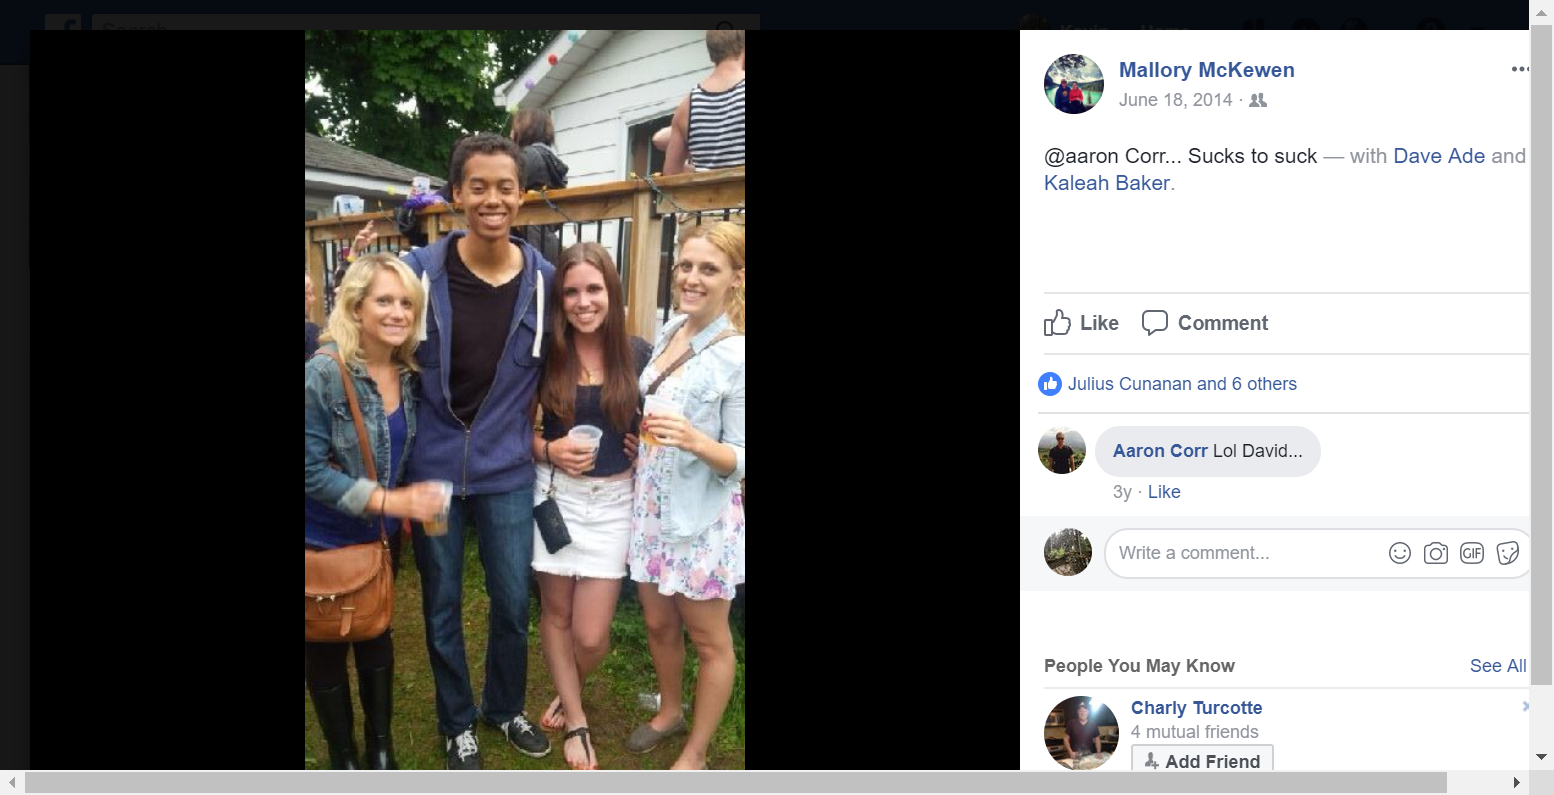 Search
Mallory McKewen
June 18, 2014 ·
@aaron Corr... Sucks to suck — with Dave Ade and
Kaleah Baker.
Like Comment
Julius Cunanan and 6 others
Aaron Corr Lol David...
3y · Like
Write a comment...
GIF
People You May Know
See All
Charly Turcotte
4 mutual friends
Add Friend